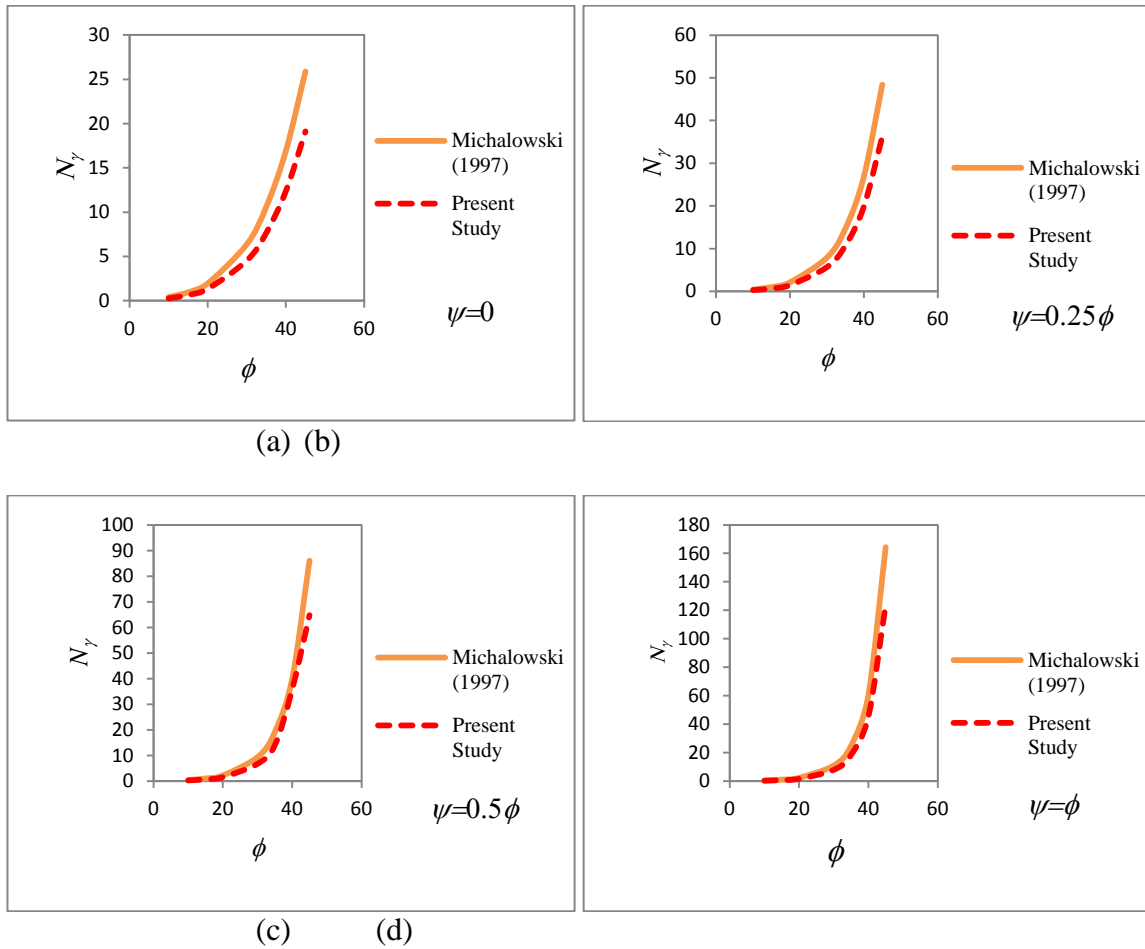 30
25
20
15
10
5
0
0 20 40 60
Nγ
ϕ
Michalowski
(1997)
Present
Study
ψ=0
60
50
40
30
20
10
0
0 20 40 60
Nγ
ϕ
Michalowski
(1997)
Present
Study
ψ=0.25ϕ
(a) (b)
100
90
80
70
60
50
40
30
20
10
0
0 20 40 60
Nγ
ϕ
Michalowski
(1997)
Present
Study
ψ=0.5ϕ
180
160
140
120
100
80
60
40
20
0
0 20 40 60
Nγ
ϕ
Michalowski
(1997)
Present
Study
ψ=ϕ
(c) (d)